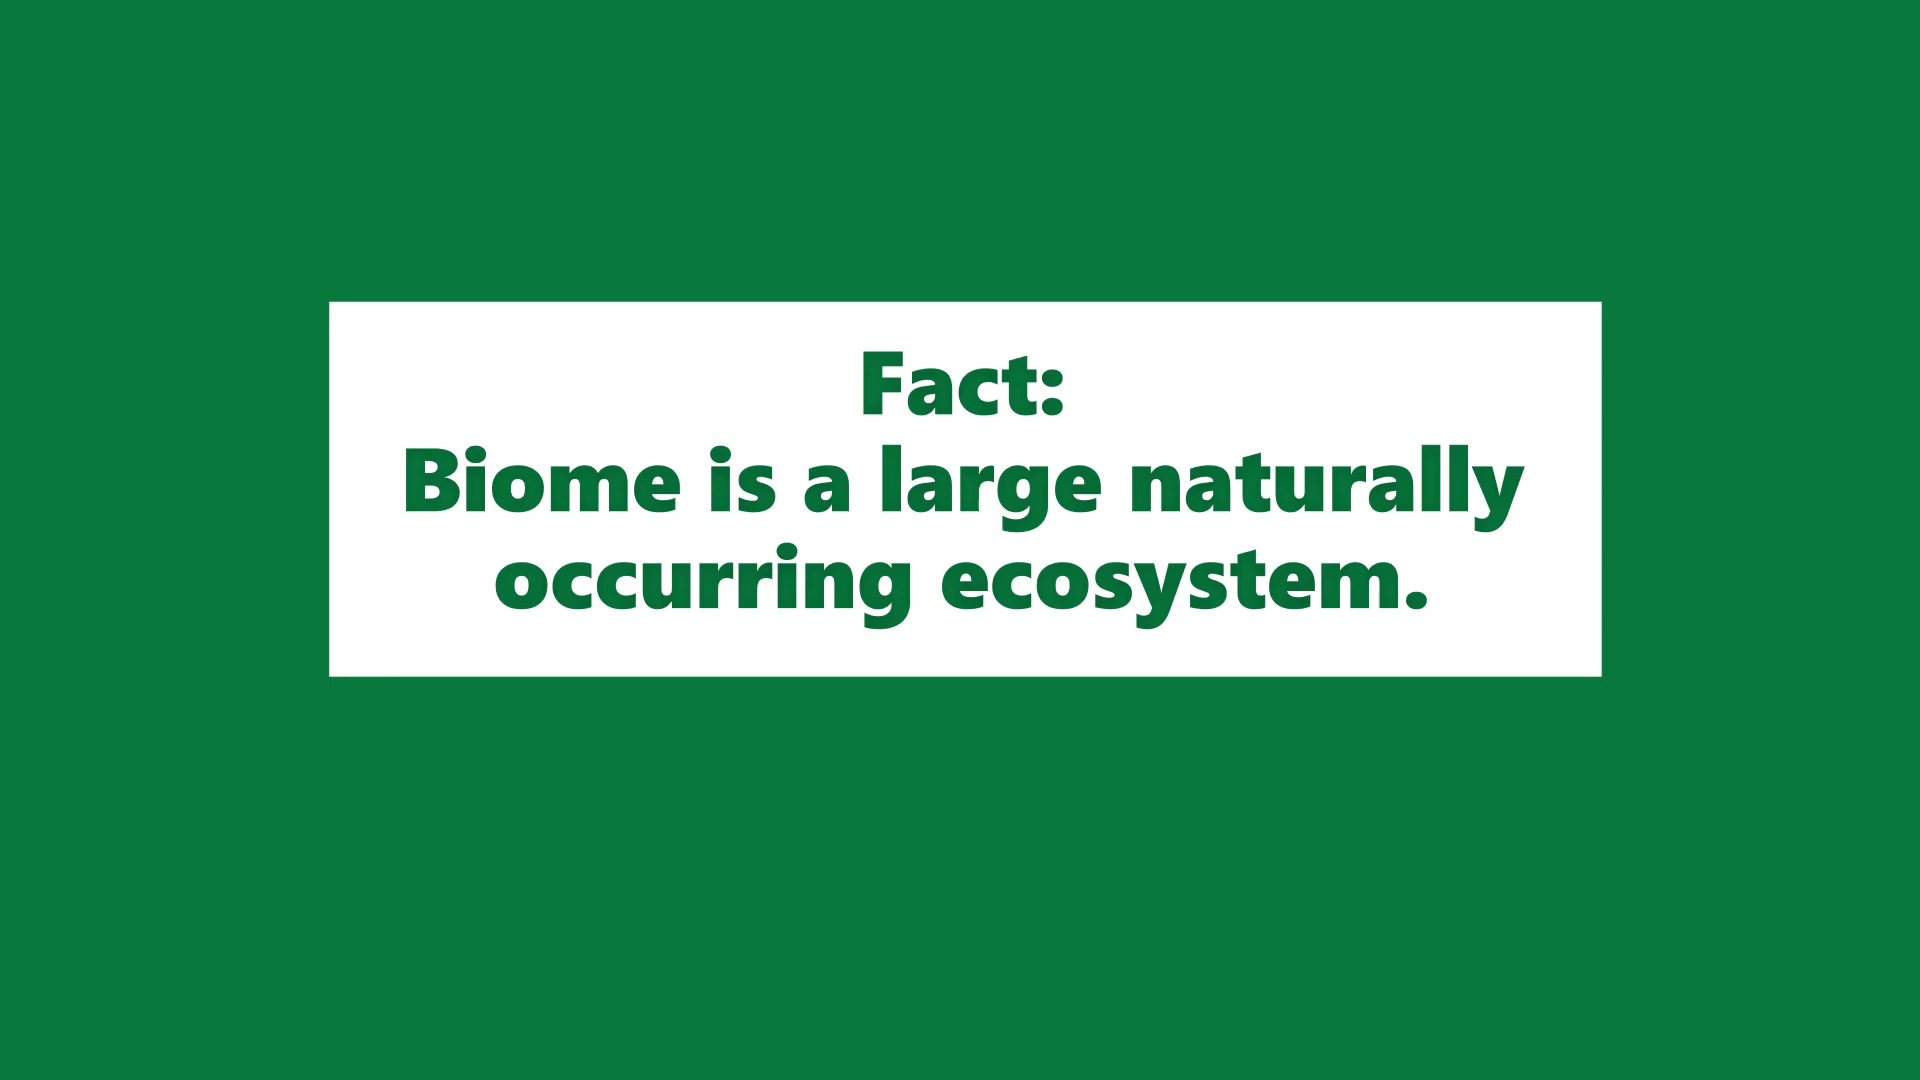 Fact:
Biome is a large naturally
occurring ecosystem.